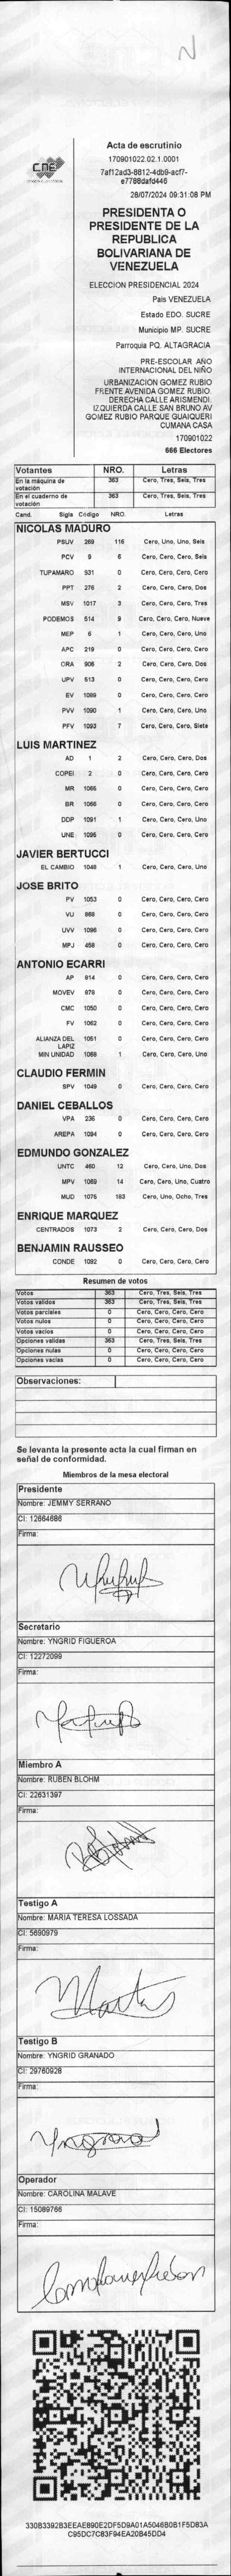 N
CNE
Acta de escrutinio
170901022.02.1.0001
7af12ad3-8812-4db9-acf7-
e7788dafd446
28/07/2024 09:31:08 PM
PRESIDENTA O
PRESIDENTE DE LA
REPUBLICA
BOLIVARIANA DE
VENEZUELA
ELECCION PRESIDENCIAL 2024
Pais VENEZUELA
Estado EDO. SUCRE
Municipio MP. SUCRE
Parroquia PQ. ALTAGRACIA
PRE-ESCOLAR AÑO
INTERNACIONAL DEL NIÑO
URBANIZACION GOMEZ RUBIO
FRENTE AVENIDA GOMEZ RUBIO.
DERECHA CALLE ARISMENDI.
IZQUIERDA CALLE SAN BRUNO AV
GOMEZ RUBIO PARQUE GUAIQUERI
CUMANA CASA
170901022
666 Electores
Votantes NRO. Letras
En la máquina de votación 363 Cero, Tres, Seis, Tres
En el cuaderno de votación 363 Cero, Tres, Seis, Tres
Cand. Sigla Código NRO. Letras
NICOLAS MADURO
PSUV 269 116 Cero, Uno, Uno, Seis
PCV 9 6 Cero, Cero, Cero, Seis
TUPAMARO 931 0 Cero, Cero, Cero, Cero
PPT 276 2 Cero, Cero, Cero, Dos
MSV 1017 3 Cero, Cero, Cero, Tres
PODEMOS 514 9 Cero, Cero, Cero, Nueve
MEP 6 1 Cero, Cero, Cero, Uno
APC 219 0 Cero, Cero, Cero, Cero
ORA 906 2 Cero, Cero, Cero, Dos
UPV 513 0 Cero, Cero, Cero, Cero
EV 1089 0 Cero, Cero, Cero, Cero
PVV 1090 1 Cero, Cero, Cero, Uno
PFV 1093 7 Cero, Cero, Cero, Siete
LUIS MARTINEZ
AD 1 2 Cero, Cero, Cero, Dos
COPEI 2 0 Cero, Cero, Cero, Cero
MR 1065 0 Cero, Cero, Cero, Cero
BR 1066 0 Cero, Cero, Cero, Cero
DDP 1091 1 Cero, Cero, Cero, Uno
UNE 1095 0 Cero, Cero, Cero, Cero
JAVIER BERTUCCI
EL CAMBIO 1048 1 Cero, Cero, Cero, Uno
JOSE BRITO
PV 1053 0 Cero, Cero, Cero, Cero
VU 868 0 Cero, Cero, Cero, Cero
UVV 1096 0 Cero, Cero, Cero, Cero
MPJ 458 0 Cero, Cero, Cero, Cero
ANTONIO ECARRI
AP 914 0 Cero, Cero, Cero, Cero
MOVEV 879 0 Cero, Cero, Cero, Cero
CMC 1050 0 Cero, Cero, Cero, Cero
FV 1062 0 Cero, Cero, Cero, Cero
ALIANZA DEL LAPIZ 1051 0 Cero, Cero, Cero, Cero
MIN UNIDAD 1068 1 Cero, Cero, Cero, Uno
CLAUDIO FERMIN
SPV 1049 0 Cero, Cero, Cero, Cero
DANIEL CEBALLOS
VPA 236 0 Cero, Cero, Cero, Cero
AREPA 1094 0 Cero, Cero, Cero, Cero
EDMUNDO GONZALEZ
UNTC 460 12 Cero, Cero, Uno, Dos
MPV 1069 14 Cero, Cero, Uno, Cuatro
MUD 1075 183 Cero, Uno, Ocho, Tres
ENRIQUE MARQUEZ
CENTRADOS 1073 2 Cero, Cero, Cero, Dos
BENJAMIN RAUSSEO
CONDE 1092 0 Cero, Cero, Cero, Cero
Resumen de votos
Votos 363 Cero, Tres, Seis, Tres
Votos validos 363 Cero, Tres, Seis, Tres
Votos parciales 0 Cero, Cero, Cero, Cero
Votos nulos 0 Cero, Cero, Cero, Cero
Votos vacios 0 Cero, Cero, Cero, Cero
Opciones validas 363 Cero, Tres, Seis, Tres
Opciones nulas 0 Cero, Cero, Cero, Cero
Opciones vacias 0 Cero, Cero, Cero, Cero
Observaciones:
Se levanta la presente acta la cual firman en
señal de conformidad.
Miembros de la mesa electoral
Presidente
Nombre: JEMMY SERRANO
CI: 12664686
Firma:
Secretario
Nombre: YNGRID FIGUEROA
CI: 12272099
Firma:
Miembro A
Nombre: RUBEN BLOHM
CI: 22631397
Firma:
Testigo A
Nombre: MARIA TERESA LOSSADA
CI: 5690979
Firma:
Testigo B
Nombre: YNGRID GRANADO
CI: 29760928
Firma:
Operador
Nombre: CAROLINA MALAVE
CI: 15089766
Firma:
330B3392B3EEAE890E2DF5D9A01A5046B0B1F5D83A
C95DC7C83F94EA20B45DD4